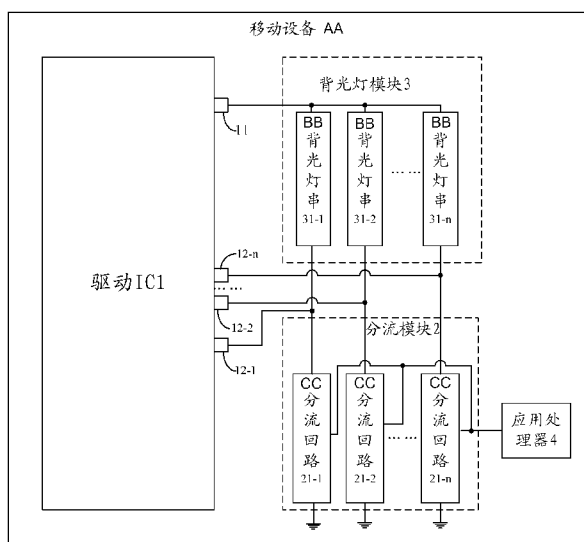 移动设备 AA
背光灯模块3
11
BB
背光灯串
31-1
BB
背光灯串
31-2
……
BB
背光灯串
31-n
驱动IC1
12-n
……
12-2
12-1
分流模块2
CC
分流回路
21-1
CC
分流回路
21-2
……
CC
分流回路
21-n
应用处
理器4